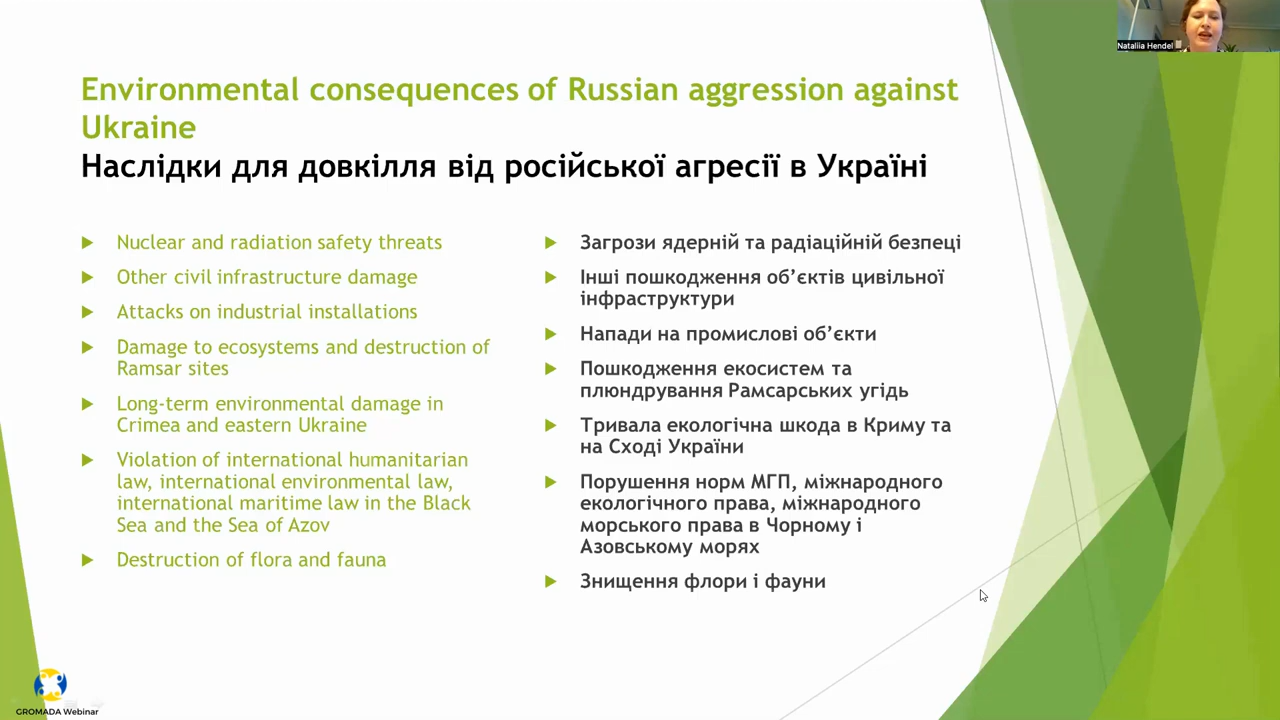 Nataliia Hendel
Environmental consequences of Russian aggression against
Ukraine
Наслідки для довкілля від російської агресії в Україні
Nuclear and radiation safety threats
Other civil infrastructure damage
Attacks on industrial installations
Damage to ecosystems and destruction of
Ramsar sites
Long-term environmental damage in
Crimea and eastern Ukraine
Violation of international humanitarian
law, international environmental law,
international maritime law in the Black
Sea and the Sea of Azov
Destruction of flora and fauna
Загрози ядерній та радіаційній безпеці
Інші пошкодження об’єктів цивільної
інфраструктури
Напади на промислові об’єкти
Пошкодження екосистем та
плюндрування Рамсарських угідь
Тривала екологічна шкода в Криму та
на Сході України
Порушення норм МГП, міжнародного
екологічного права, міжнародного
морського права в Чорному і
Азовському морях
Знищення флори і фауни
GROMADA Webinar